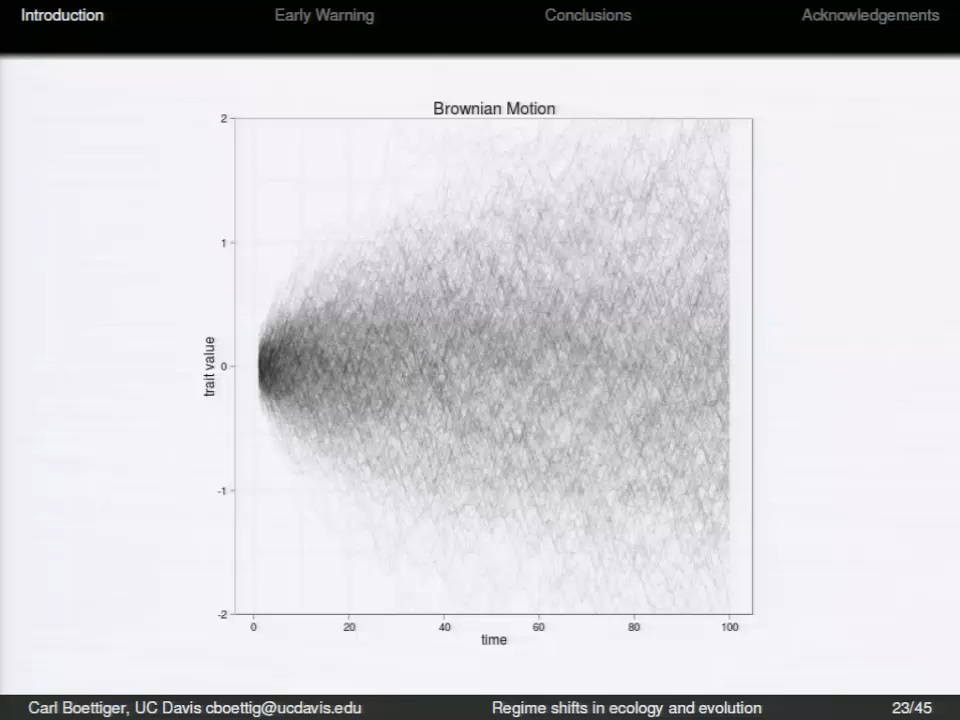 Introduction Early Warning Conclusions Acknowledgements
Brownian Motion
2
1
0
-1
-2
trait value
0 20 40 60 80 100
time
Carl Boettiger, UC Davis cboettig@ucdavis.edu Regime shifts in ecology and evolution 23/45